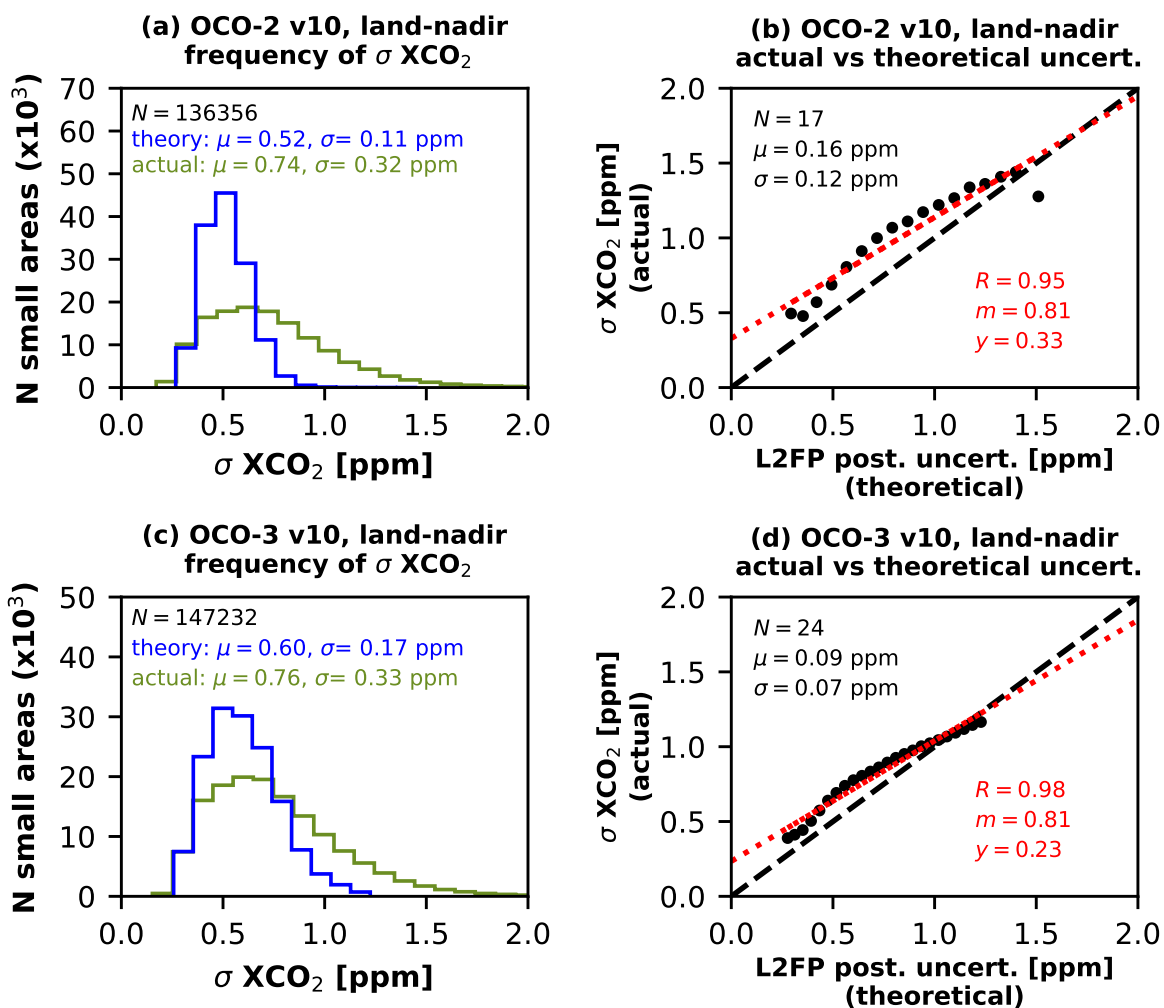 (a) OCO-2 v10, land-nadir
frequency of σ XCO₂
N small areas (x10³)
70
60
50
40
30
20
10
0
N = 136356
theory: μ = 0.52, σ= 0.11 ppm
actual: μ = 0.74, σ= 0.32 ppm
0.0 0.5 1.0 1.5 2.0
σ XCO₂ [ppm]
(b) OCO-2 v10, land-nadir
actual vs theoretical uncert.
σ XCO₂ [ppm]
(actual)
2.0
1.5
1.0
0.5
0.0
N = 17
μ = 0.16 ppm
σ = 0.12 ppm
R = 0.95
m = 0.81
y = 0.33
0.0 0.5 1.0 1.5 2.0
L2FP post. uncert. [ppm]
(theoretical)
(c) OCO-3 v10, land-nadir
frequency of σ XCO₂
N small areas (x10³)
50
40
30
20
10
0
N = 147232
theory: μ = 0.60, σ= 0.17 ppm
actual: μ = 0.76, σ= 0.33 ppm
0.0 0.5 1.0 1.5 2.0
σ XCO₂ [ppm]
(d) OCO-3 v10, land-nadir
actual vs theoretical uncert.
σ XCO₂ [ppm]
(actual)
2.0
1.5
1.0
0.5
0.0
N = 24
μ = 0.09 ppm
σ = 0.07 ppm
R = 0.98
m = 0.81
y = 0.23
0.0 0.5 1.0 1.5 2.0
L2FP post. uncert. [ppm]
(theoretical)